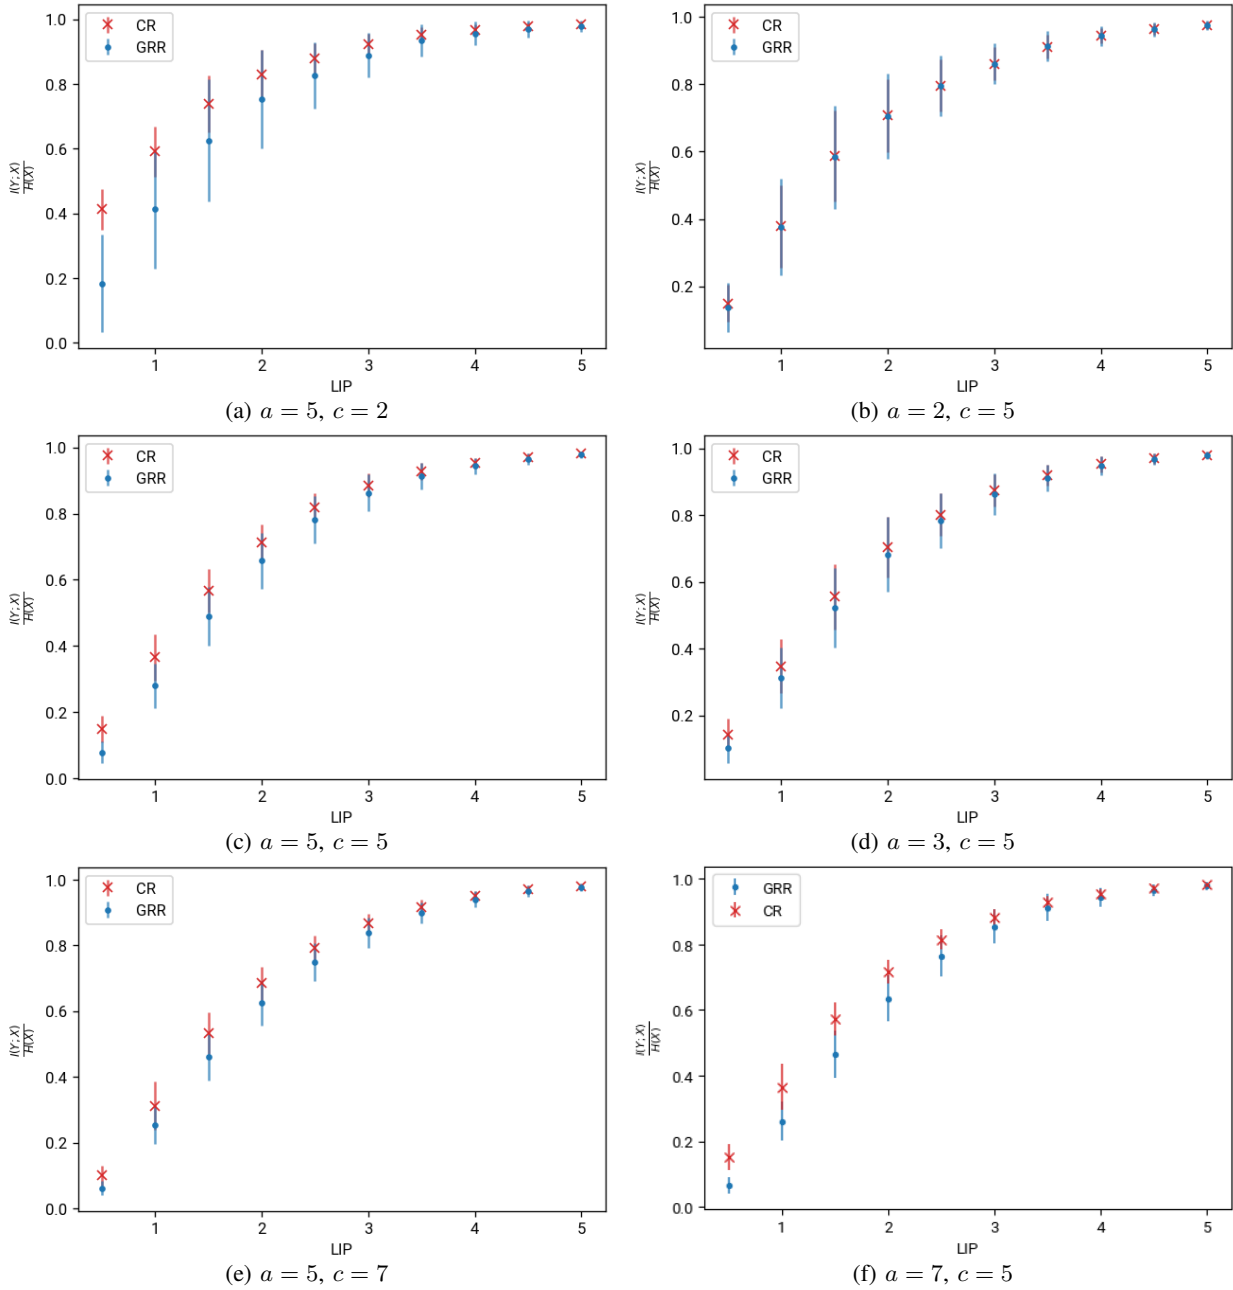 1.0
0.8
0.6
0.4
0.2
0.0
CR
GRR
I(Y; X)
H(X)
1 2 3 4 5
LIP
(a) a = 5, c = 2
1.0
0.8
0.6
0.4
0.2
CR
GRR
I(Y; X)
H(X)
1 2 3 4 5
LIP
(b) a = 2, c = 5
1.0
0.8
0.6
0.4
0.2
0.0
CR
GRR
I(Y; X)
H(X)
1 2 3 4 5
LIP
(c) a = 5, c = 5
1.0
0.8
0.6
0.4
0.2
CR
GRR
I(Y; X)
H(X)
1 2 3 4 5
LIP
(d) a = 3, c = 5
1.0
0.8
0.6
0.4
0.2
0.0
CR
GRR
I(Y; X)
H(X)
1 2 3 4 5
LIP
(e) a = 5, c = 7
1.0
0.8
0.6
0.4
0.2
0.0
GRR
CR
I(Y; X)
H(X)
1 2 3 4 5
LIP
(f) a = 7, c = 5